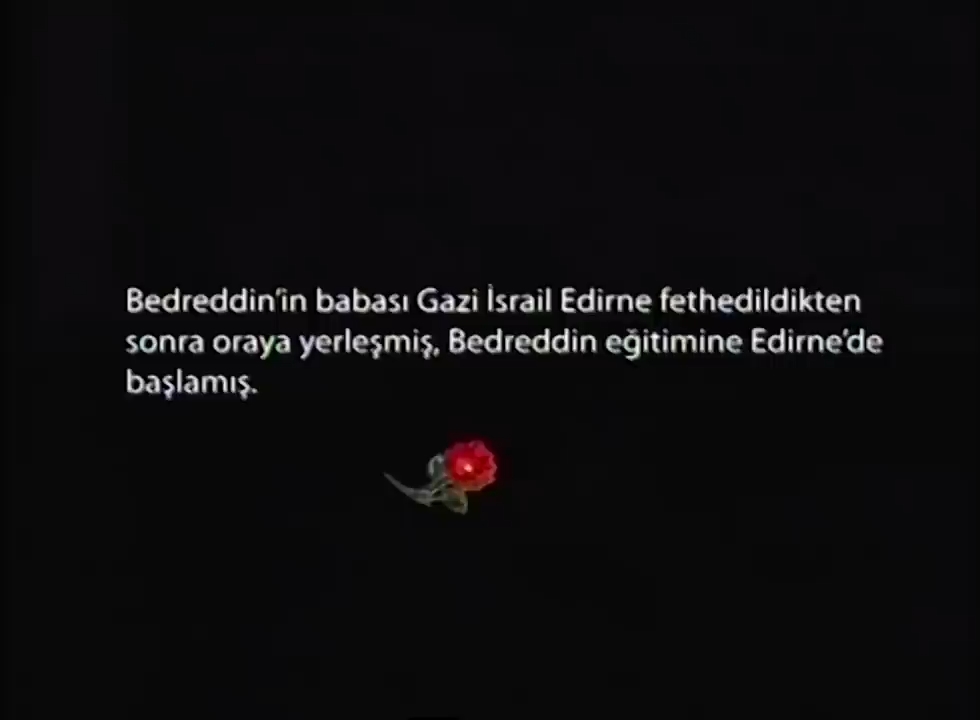 Bedreddin'in babası Gazi İsrail Edirne fethedildikten
sonra oraya yerleşmiş, Bedreddin eğitimine Edirne'de
başlamış.